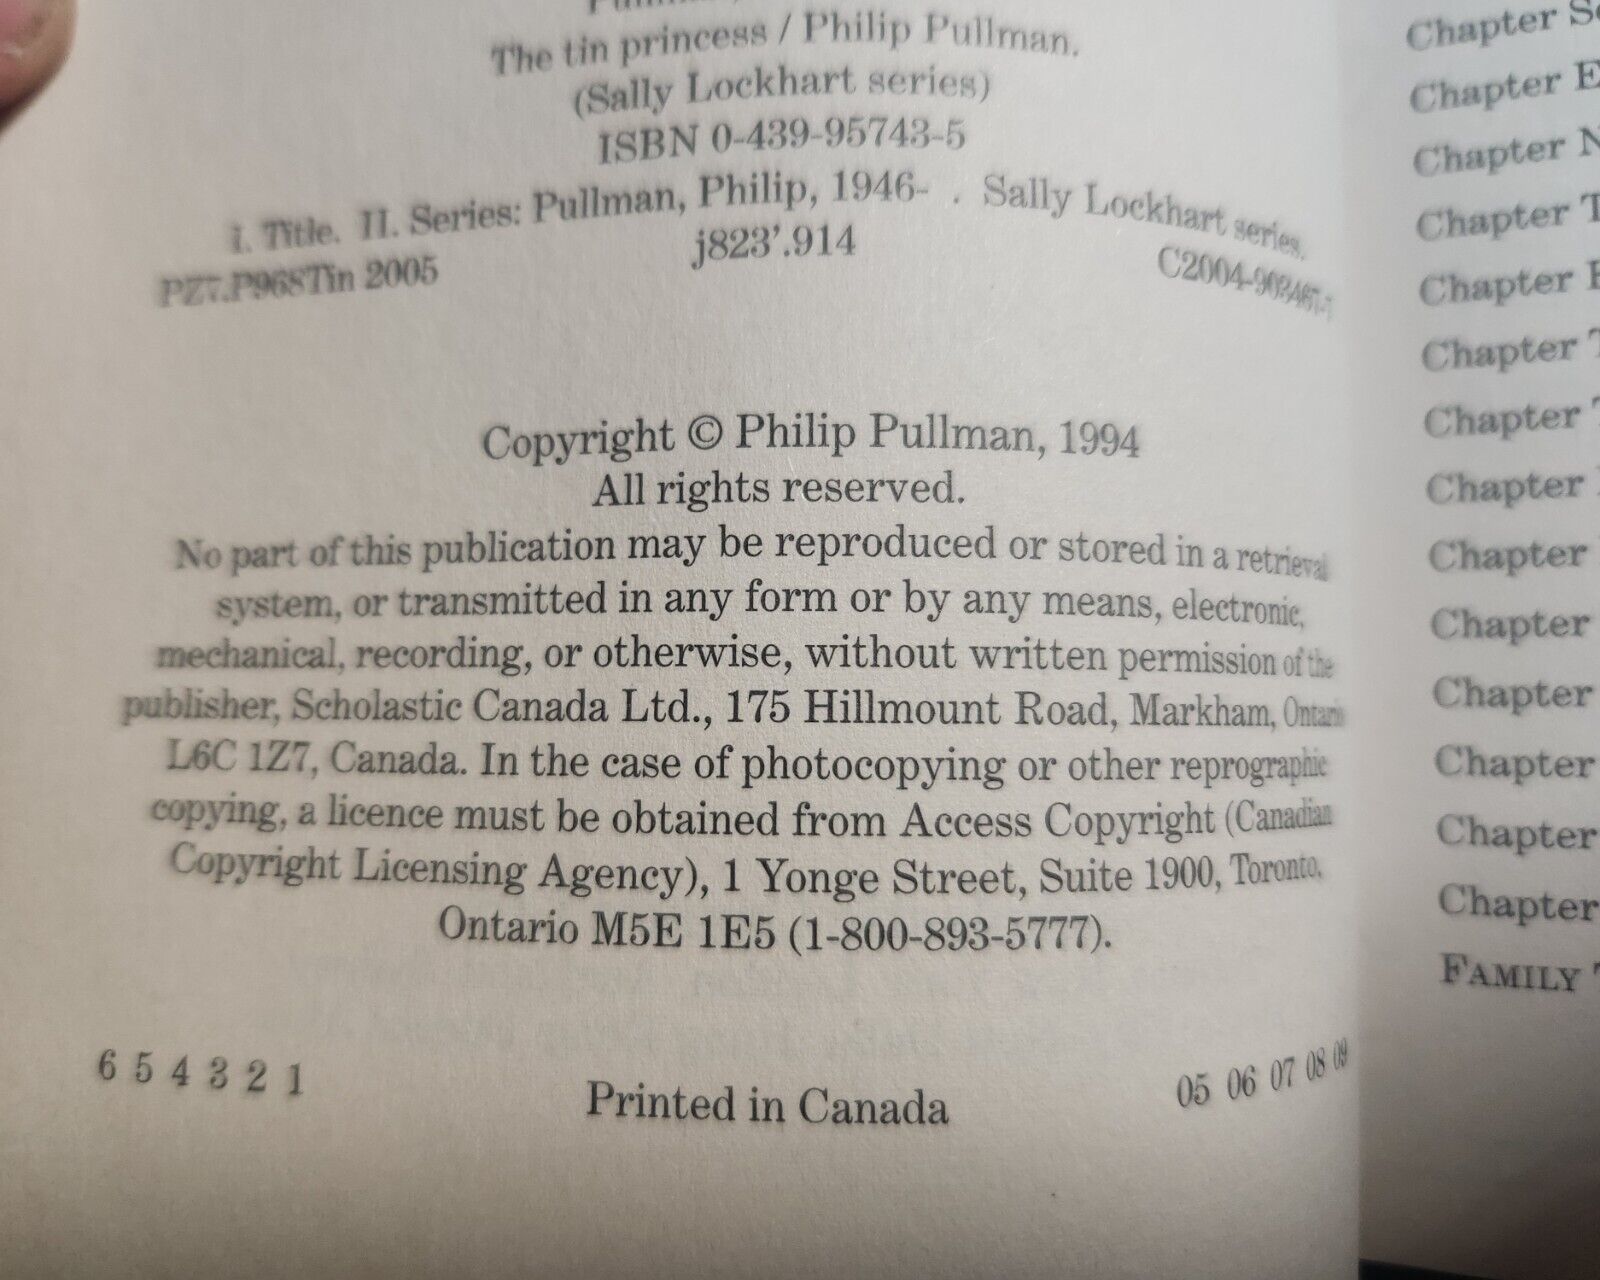 The tin princess / Philip Pullman.
(Sally Lockhart series)
ISBN 0-439-95743-5
i. Title. II. Series: Pullman, Philip, 1946- . Sally Lockhart series.
PZ7.P968Tin 2005 j823'.914
Copyright © Philip Pullman, 1994
All rights reserved.
No part of this publication may be reproduced or stored in a retrieval
system, or transmitted in any form or by any means, electronic,
mechanical, recording, or otherwise, without written permission of the
publisher, Scholastic Canada Ltd., 175 Hillmount Road, Markham, Ontario
L6C 1Z7, Canada. In the case of photocopying or other reprographic
copying, a licence must be obtained from Access Copyright (Canadian
Copyright Licensing Agency), 1 Yonge Street, Suite 1900, Toronto,
Ontario M5E 1E5 (1-800-893-5777).
6 5 4 3 2 1 Printed in Canada 05 06 07 08 09
Chapter
Chapter
Chapter
Chapter
Chapter
Chapter
Chapter
Chapter
Chapter
Chapter
Chapter
Chapter
Chapter
Chapter
FAMILY